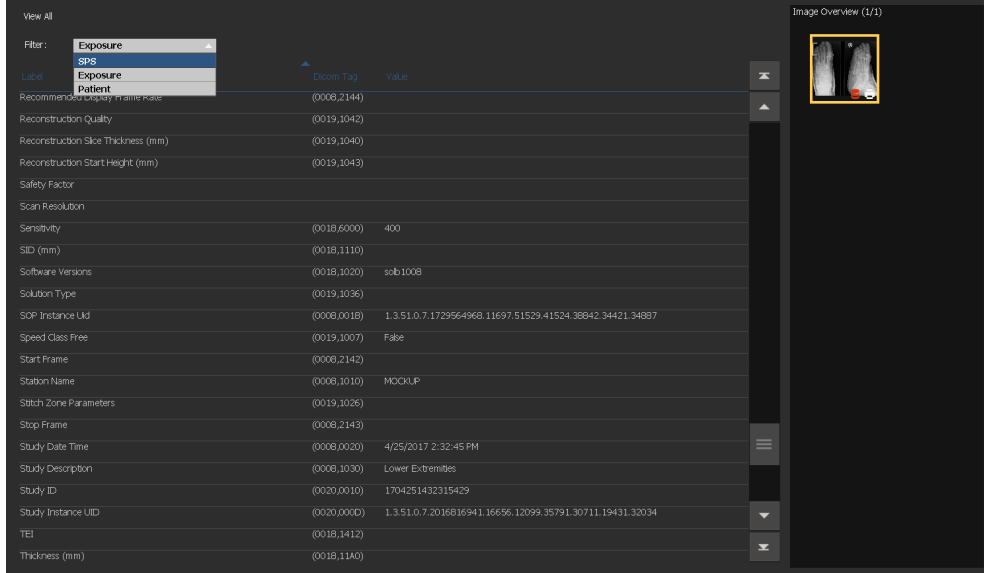 View All
Image Overview (1/1)
Filter: Exposure
SPS
Exposure
Patient
Label Dicom Tag Value
Recommended Display Frame Rate (0008,2144)
Reconstruction Quality (0019,1042)
Reconstruction Slice Thickness (mm) (0019,1040)
Reconstruction Start Height (mm) (0019,1043)
Safety Factor
Scan Resolution
Sensitivity (0018,6000) 400
SID (mm) (0018,1110)
Software Versions (0018,1020) solb1008
Solution Type (0019,1036)
SOP Instance Uid (0008,0018) 1.3.51.0.7.1729564968.11697.51529.41524.38842.34421.34887
Speed Class Free (0019,1007) False
Start Frame (0008,2142)
Station Name (0008,1010) MOCKUP
Stitch Zone Parameters (0019,1026)
Stop Frame (0008,2143)
Study Date Time (0008,0020) 4/25/2017 2:32:45 PM
Study Description (0008,1030) Lower Extremities
Study ID (0020,0010) 1704251432315429
Study Instance UID (0020,000D) 1.3.51.0.7.2016816941.16656.12099.35791.30711.19431.32034
TEI (0018,1412)
Thickness (mm) (0018,11A0)